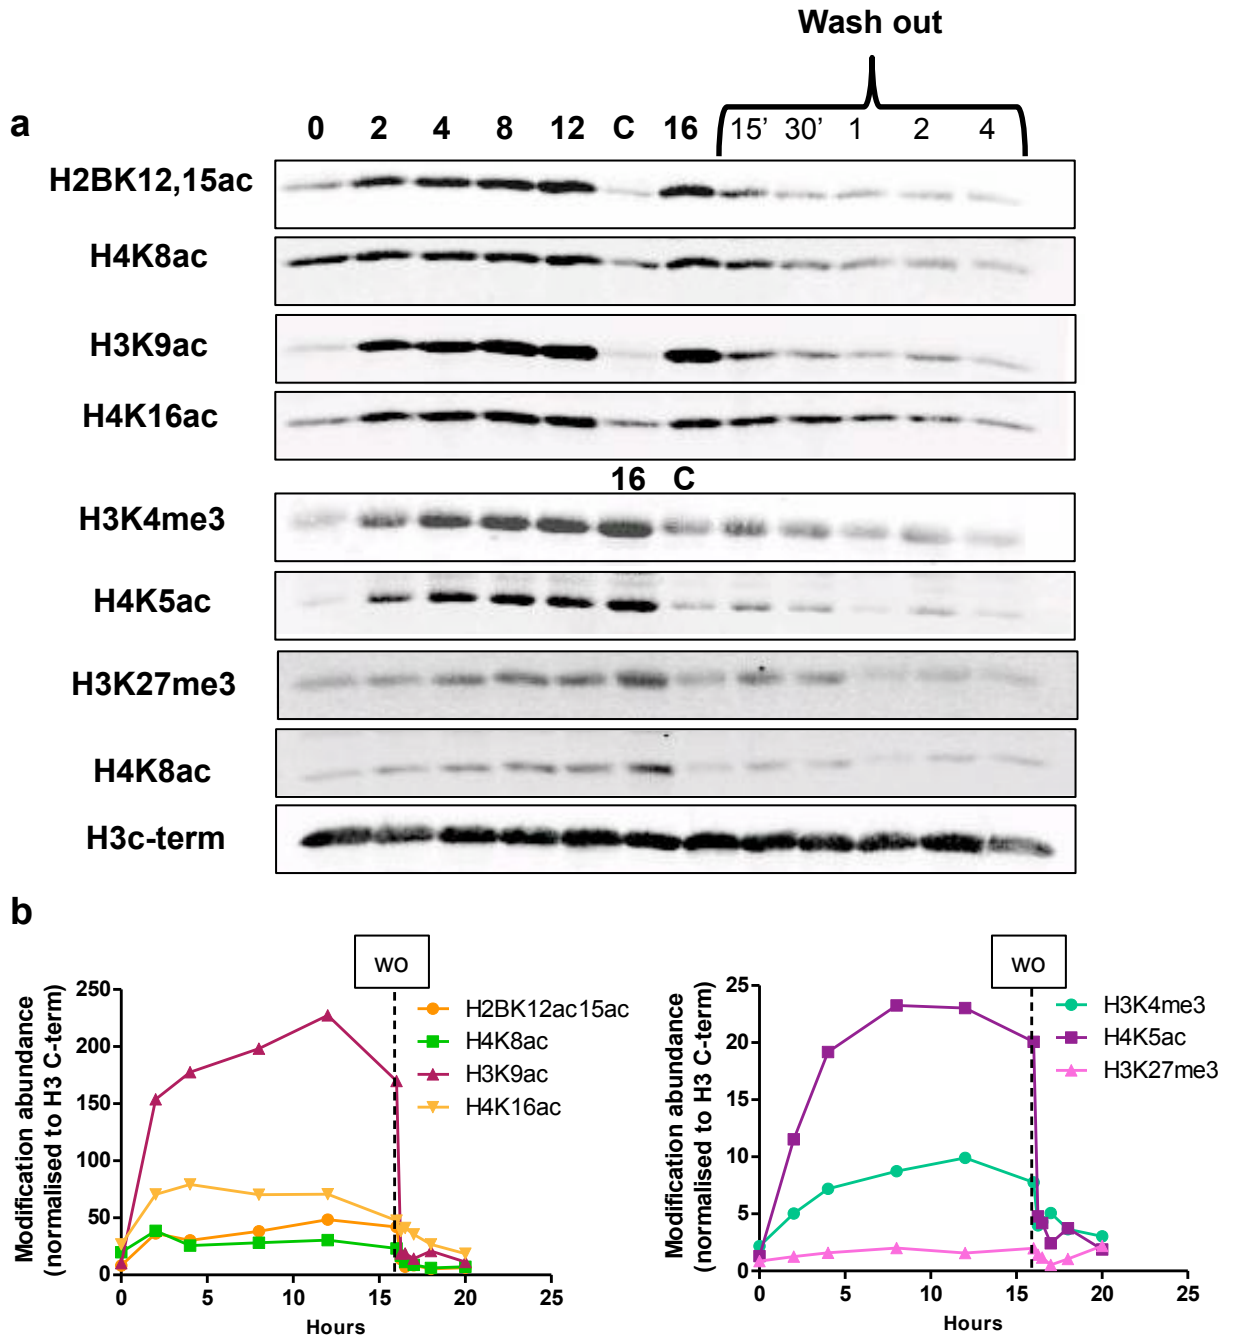 Wash out
a
0 2 4 8 12 C 16 15’ 30’ 1 2 4
H2BK12,15ac
H4K8ac
H3K9ac
H4K16ac
16 C
H3K4me3
H4K5ac
H3K27me3
H4K8ac
H3c-term
b
Modification abundance
(normalised to H3 C-term)
250
200
150
100
50
0
0 5 10 15 20 25
Hours
WO
H2BK12ac15ac
H4K8ac
H3K9ac
H4K16ac
Modification abundance
(normalised to H3 C-term)
25
20
15
10
5
0
0 5 10 15 20 25
Hours
WO
H3K4me3
H4K5ac
H3K27me3